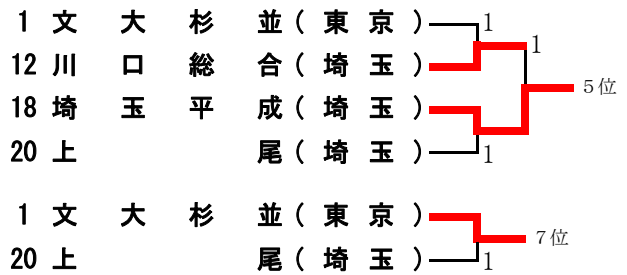 1 文大杉並(東京) 1
12 川口総合(埼玉) 1
18 埼玉平成(埼玉) 5位
20 上尾(埼玉) 1
1 文大杉並(東京) 7位
20 上尾(埼玉) 1